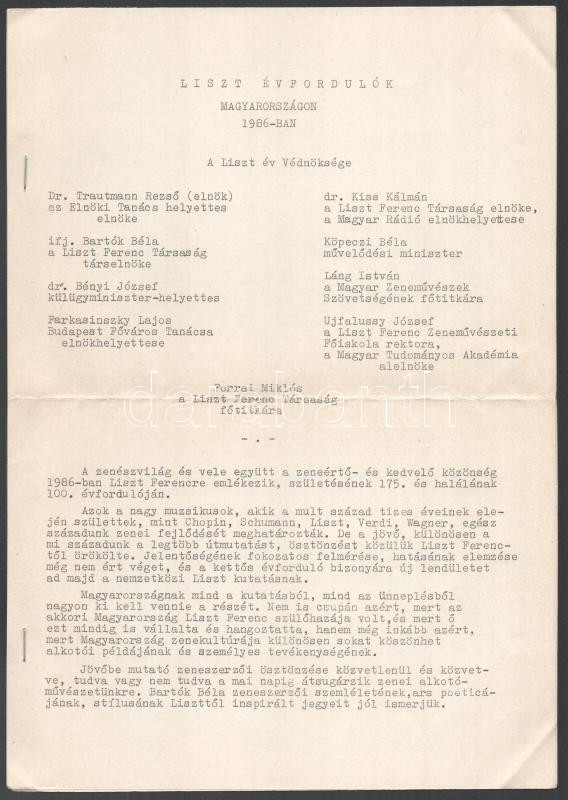 LISZT ÉVFORDULÓK
MAGYARORSZÁGON
1986-BAN
A Liszt év Védnöksége
Dr. Trautmann Rezső (elnök)
az Elnöki Tanács helyettes
elnöke
ifj. Bartók Béla
a Liszt Ferenc Társaság
társelnöke
dr. Bényi József
külügyminiszter-helyettes
Farkasinszky Lajos
Budapest Főváros Tanácsa
elnökhelyettese
dr. Kiss Kálmán
a Liszt Ferenc Társaság elnöke,
a Magyar Rádió elnökhelyettese
Köpeczi Béla
művelődési miniszter
Láng István
a Magyar Zeneművészek
Szövetségének főtitkára
Ujfalussy József
a Liszt Ferenc Zeneművészeti
Főiskola rektora,
a Magyar Tudományos Akadémia
alelnöke
Forrai Miklós
a Liszt Ferenc Társaság
főtitkára
-.-
darabanth
A zenészvilág és vele együtt a zeneértő- és kedvelő közönség
1986-ban Liszt Ferencre emlékezik, születésének 175. és halálának
100. évfordulóján.
Azok a nagy muzsikusok, akik a mult század tizes éveinek ele-
jén születtek, mint Chopin, Schumann, Liszt, Verdi, Wagner, egész
századunk zenei fejlődését meghatározták. De a jövő, különösen a
mi századunk a legtöbb útmutatást, ösztönzést közülük Liszt Ferenc-
től örökölte. Jelentőségének fokozatos felmérése, hatásának elemzése
még nem ért véget, és a kettős évforduló bizonyára új lendületet
ad majd a nemzetközi Liszt kutatásnak.
Magyarországnak mind a kutatásból, mind az ünneplésből
nagyon ki kell vennie a részét. Nem is csupán azért, mert az
akkori Magyarország Liszt Ferenc szülőhazája volt,és mert ő
ezt mindig is vállalta és hangoztatta, hanem még inkább azért,
mert Magyarország zenekultúrája különösen sokat köszönhet
alkotói példájának és személyes tevékenységének.
Jövőbe mutató zeneszerzői ösztönzése közvetlenül és közvet-
ve, tudva vagy nem tudva a mai napig átsugárzik zenei alkotó-
művészetünkre. Bartók Béla zeneszerzői szemléletének,ars poeticá-
jának, stílusának Liszttől inspirált jegyeit jól ismerjük.